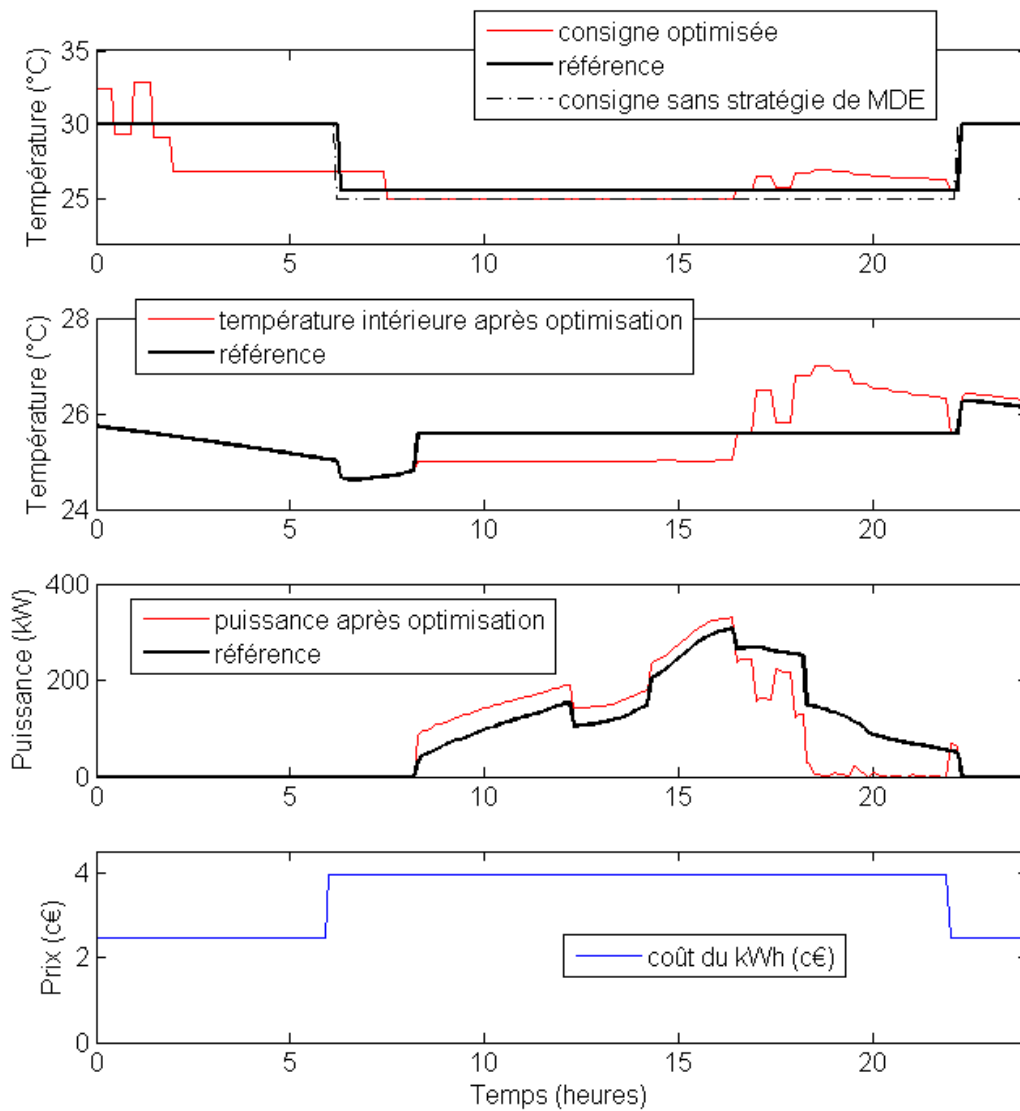 consigne optimisée
référence
consigne sans stratégie de MDE
Température (°C)
35
30
25
0 5 10 15 20
température intérieure après optimisation
référence
Température (°C)
28
26
24
0 5 10 15 20
puissance après optimisation
référence
Puissance (kW)
400
200
0
0 5 10 15 20
coût du kWh (c€)
Prix (c€)
4
2
0
0 5 10 15 20
Temps (heures)